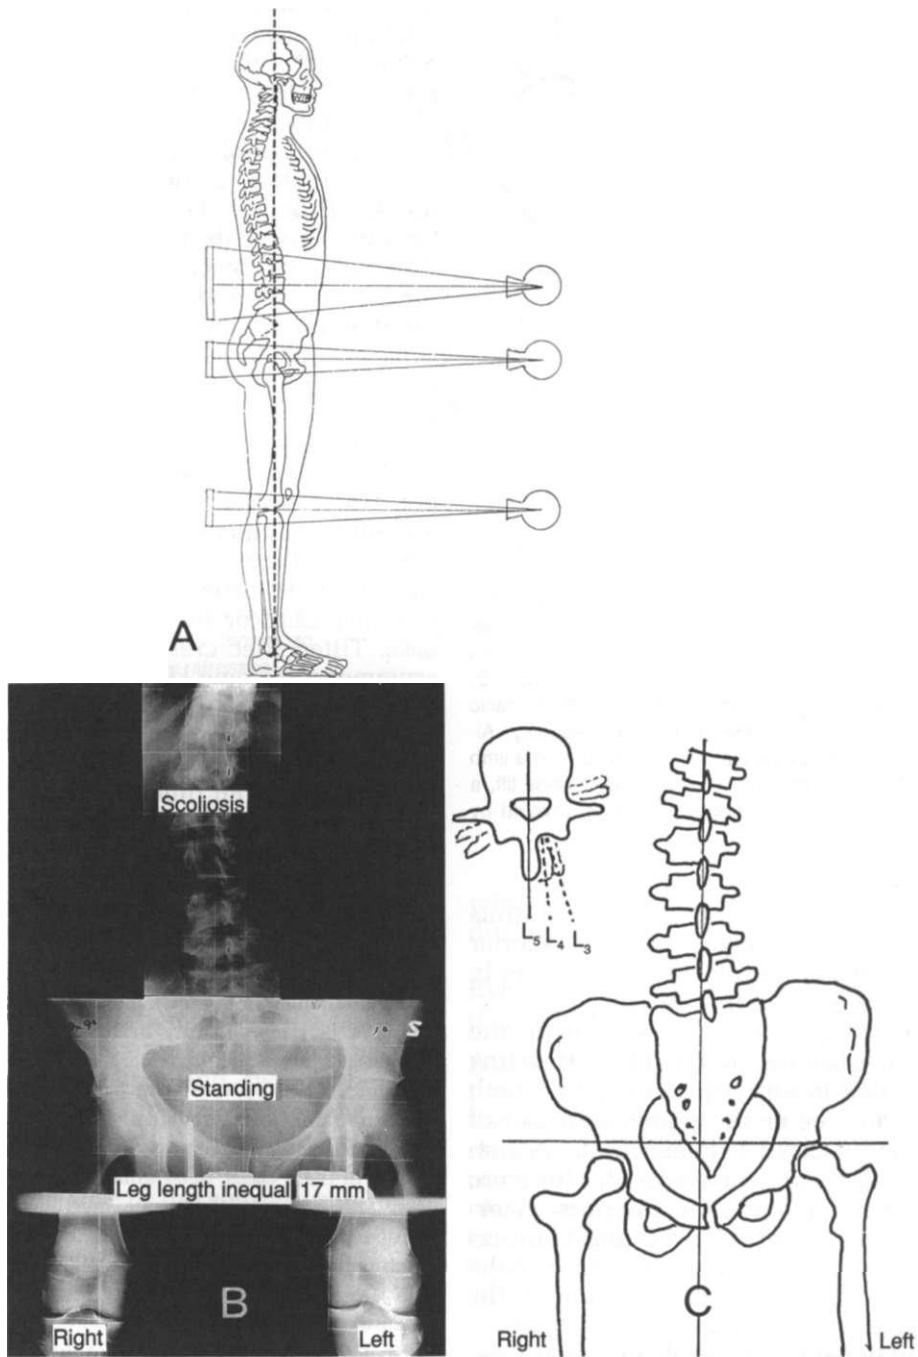 A
Scoliosis
Standing
S
Leg length inequal 17 mm
B
Right
Left
L5 L4 L3
C
Right
Left